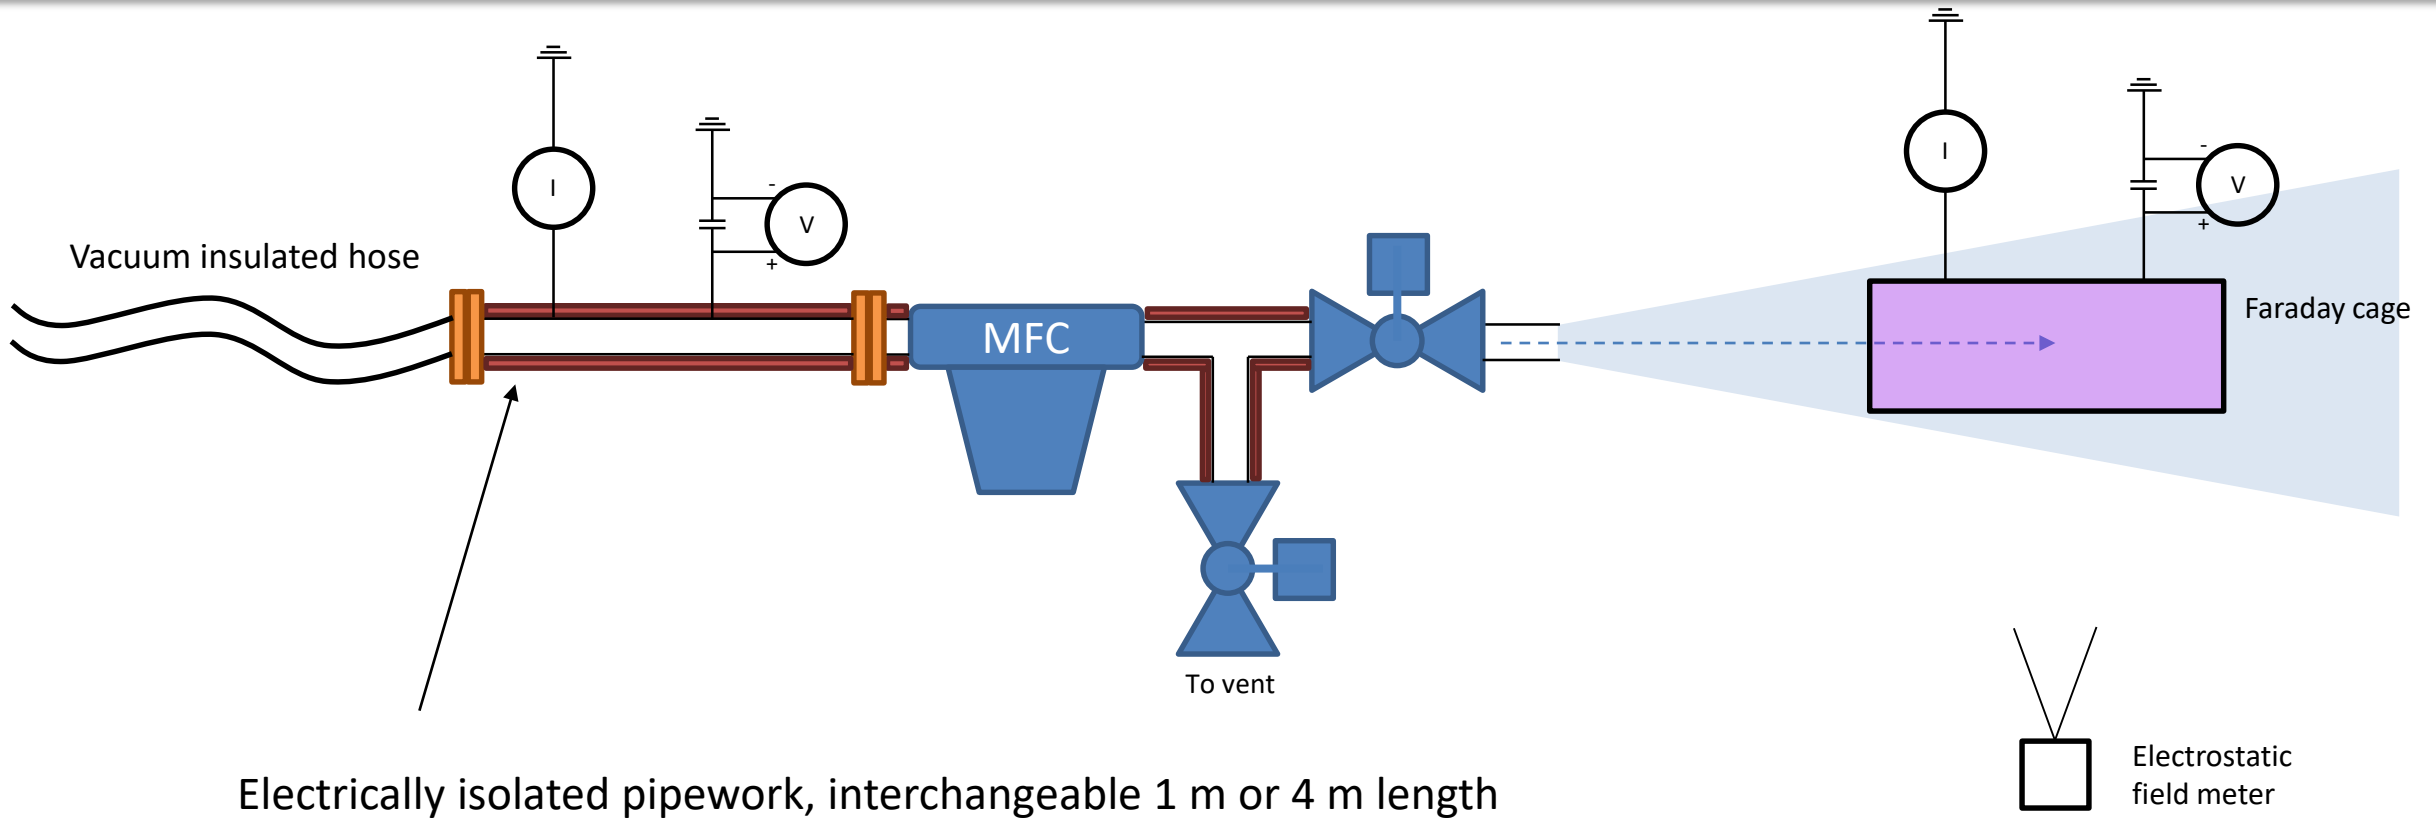 I
I
-
V
+
-
V
+
Vacuum insulated hose
MFC
Faraday cage
To vent
Electrostatic
field meter
Electrically isolated pipework, interchangeable 1 m or 4 m length